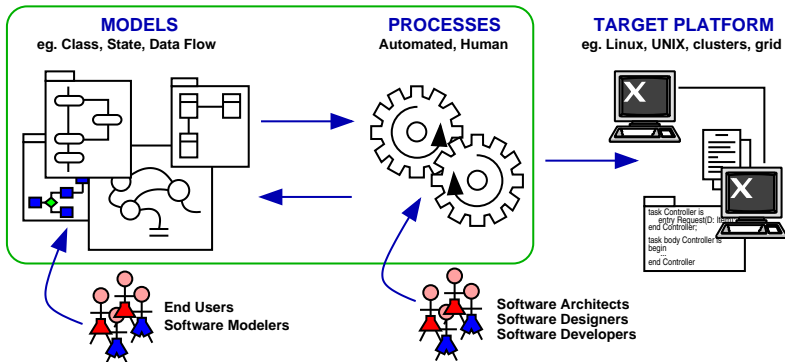 MODELS
eg. Class, State, Data Flow
PROCESSES
Automated, Human
TARGET PLATFORM
eg. Linux, UNIX, clusters, grid
X
X
task Controller is
entry Request(D:
end Controller;
task body Controller is
begin
...
end Controller
End Users
Software Modelers
Software Architects
Software Designers
Software Developers